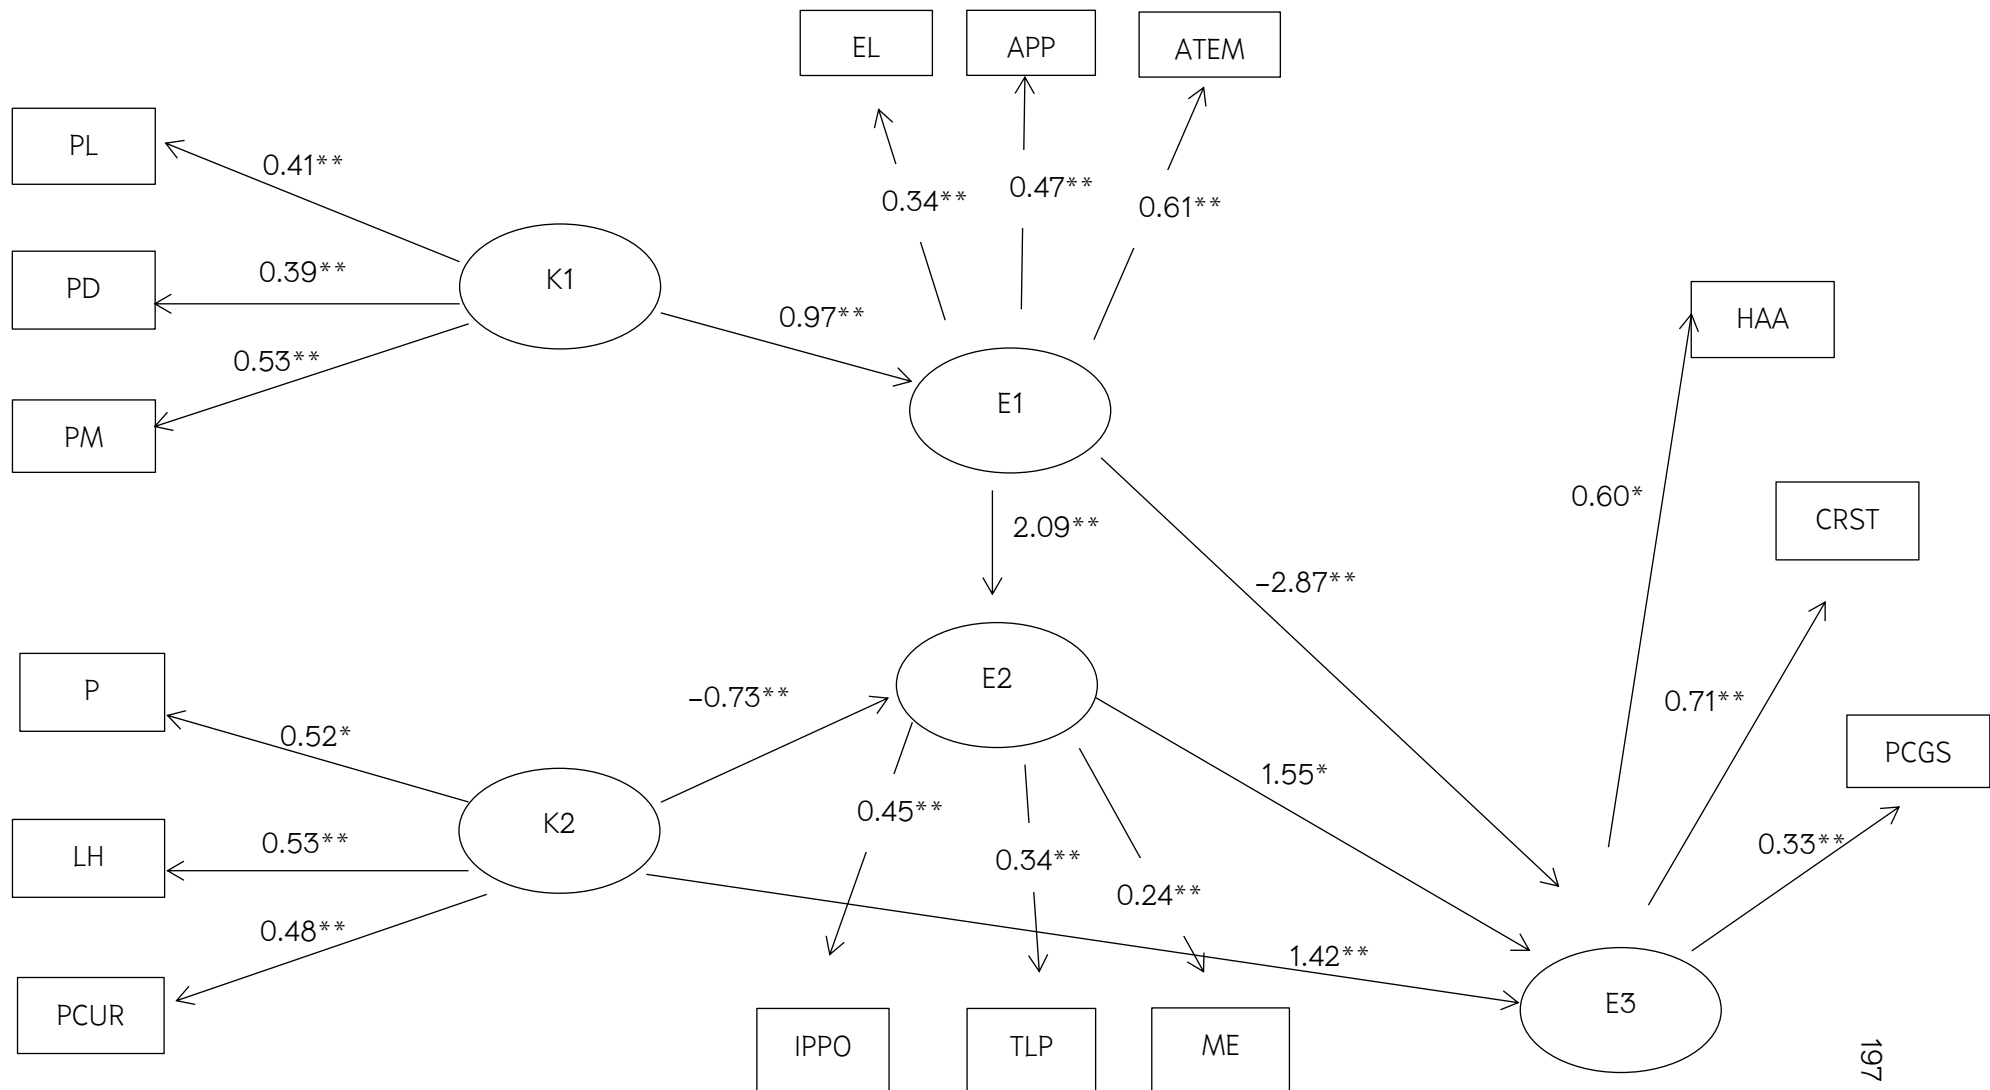 EL
APP
ATEM
PL
0.41**
0.34**
0.47**
0.61**
PD
0.39**
K1
0.97**
HAA
PM
0.53**
E1
0.60*
CRST
2.09**
-2.87**
P
0.52*
-0.73**
E2
0.71**
PCGS
1.55*
0.45**
0.33**
LH
0.53**
K2
0.34**
0.24**
0.48**
1.42**
PCUR
IPPO
TLP
ME
E3
197